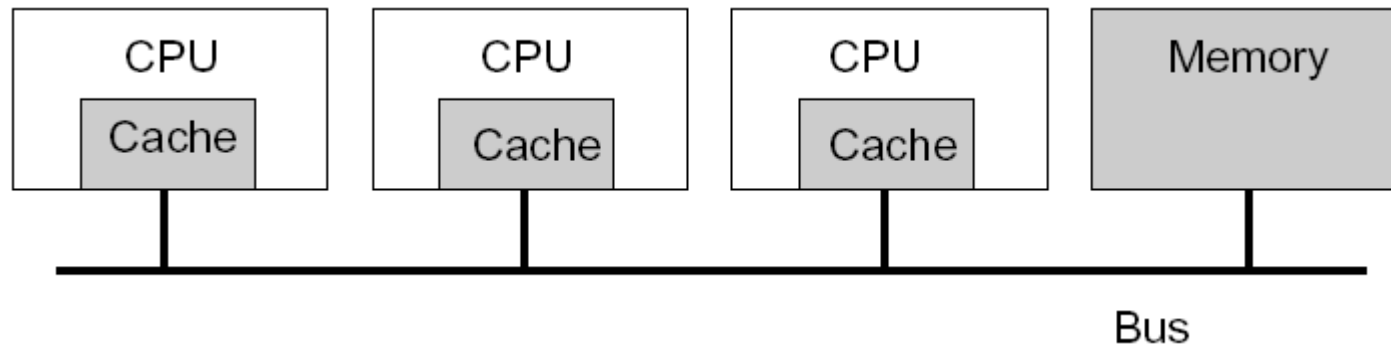 CPU
Cache
CPU
Cache
CPU
Cache
Memory
Bus